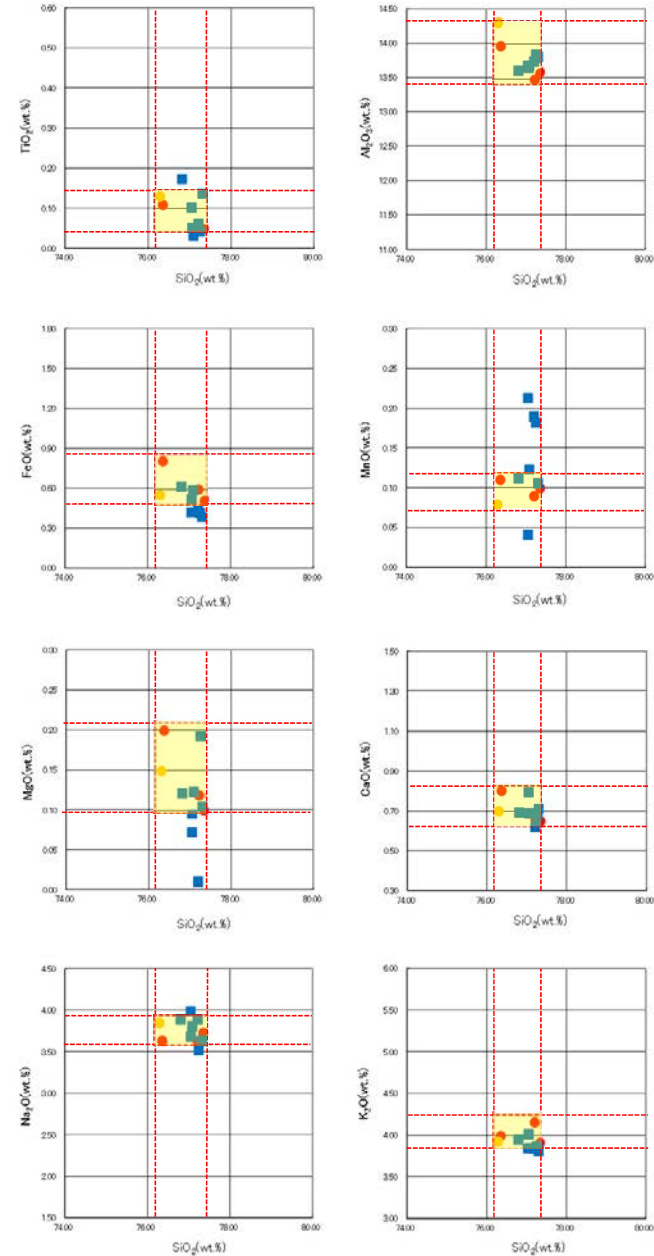 TiO₂(wt.%)
0.60
0.50
0.40
0.30
0.20
0.10
0.00
74.00 76.00 78.00 80.00
SiO₂(wt.%)
Al₂O₃(wt.%)
14.50
14.00
13.50
13.00
12.50
12.00
11.50
11.00
74.00 76.00 78.00 80.00
SiO₂(wt.%)
FeO(wt.%)
1.80
1.50
1.20
0.90
0.60
0.30
0.00
74.00 76.00 78.00 80.00
SiO₂(wt.%)
MnO(wt.%)
0.30
0.25
0.20
0.15
0.10
0.05
0.00
74.00 76.00 78.00 80.00
SiO₂(wt.%)
MgO(wt.%)
0.30
0.25
0.20
0.15
0.10
0.05
0.00
74.00 76.00 78.00 80.00
SiO₂(wt.%)
CaO(wt.%)
1.50
1.30
1.10
0.90
0.70
0.50
0.30
74.00 76.00 78.00 80.00
SiO₂(wt.%)
Na₂O(wt.%)
4.50
4.00
3.50
3.00
2.50
2.00
1.50
74.00 76.00 78.00 80.00
SiO₂(wt.%)
K₂O(wt.%)
6.00
5.50
5.00
4.50
4.00
3.50
3.00
74.00 76.00 78.00 80.00
SiO₂(wt.%)